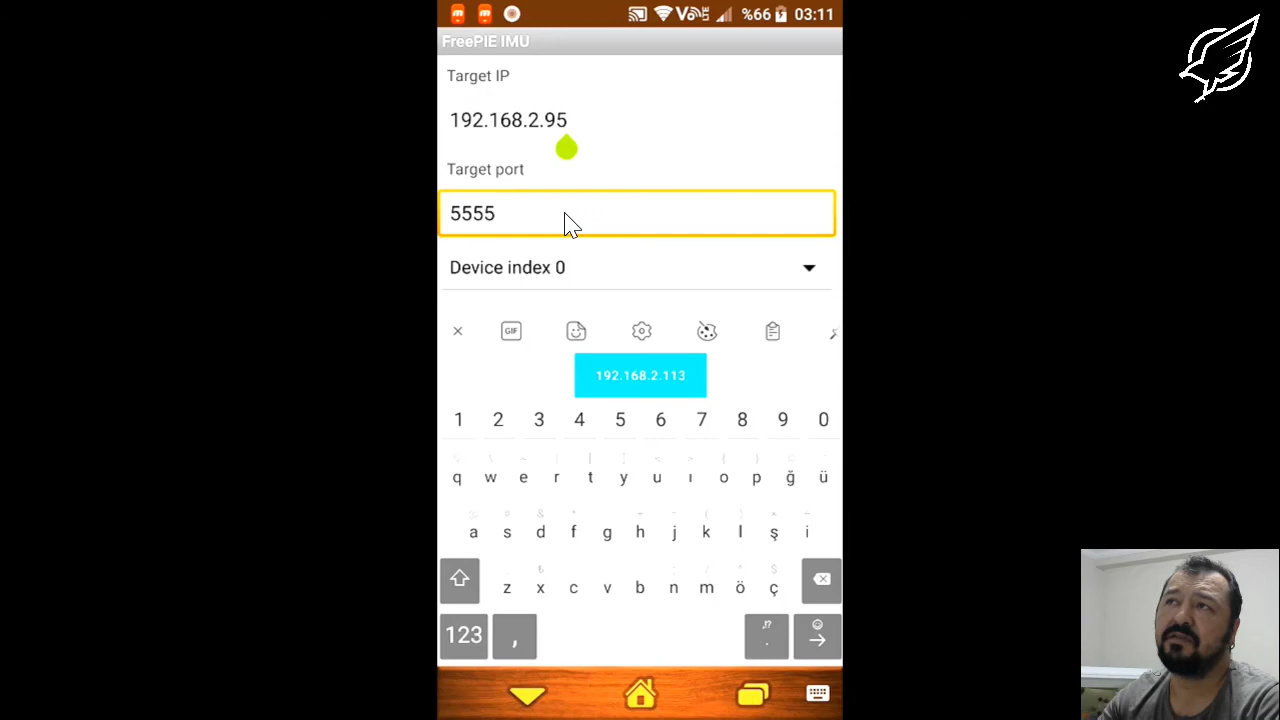 %66 03:11
FreePIE IMU
Target IP
192.168.2.95
Target port
5555
Device index 0
GIF
192.168.2.113
1 2 3 4 5 6 7 8 9 0
q w e r t y u ı o p ğ ü
a s d f g h j k l ş i
z x c v b n m ö ç
123 , .